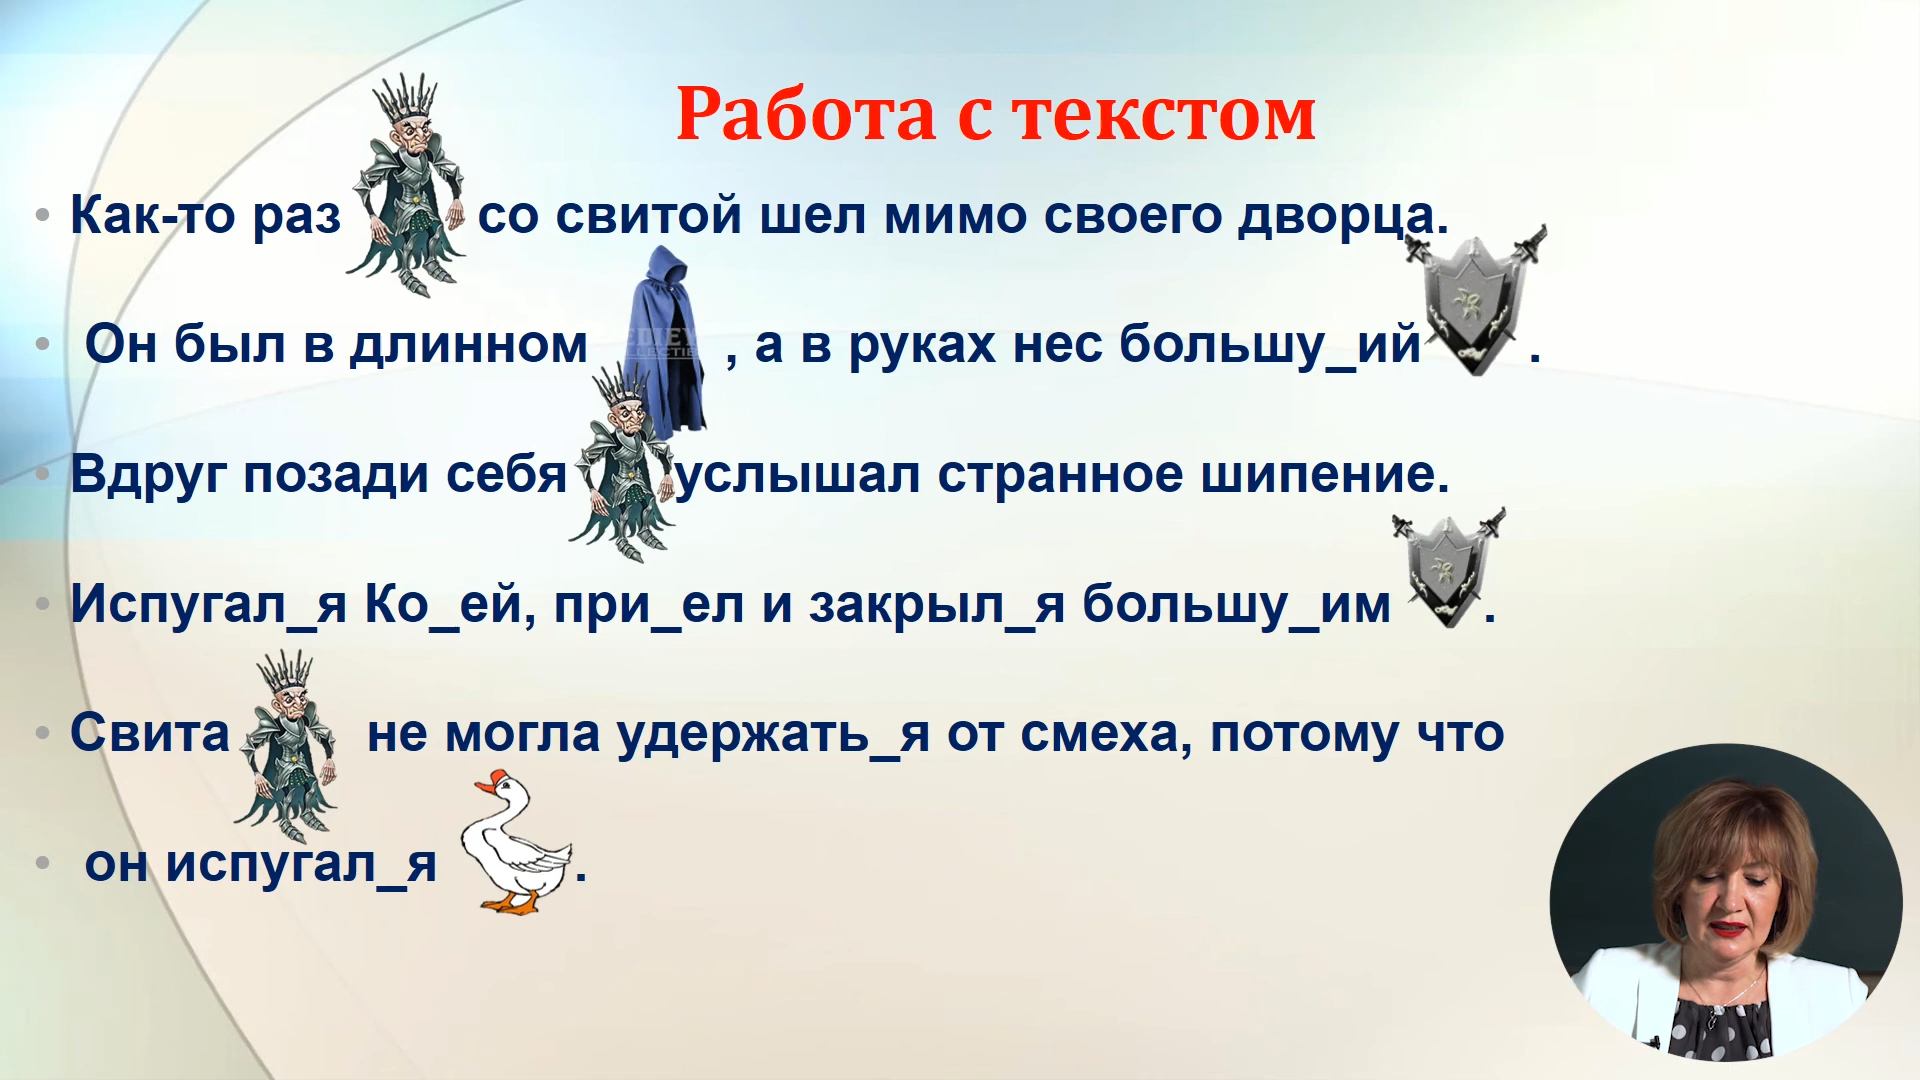 Работа с текстом
Как-то раз со свитой шел мимо своего дворца.
Он был в длинном , а в руках нес большу_ий .
Вдруг позади себя услышал странное шипение.
Испугал_я Ко_ей, при_ел и закрыл_я большу_им .
Свита не могла удержать_я от смеха, потому что
он испугал_я .